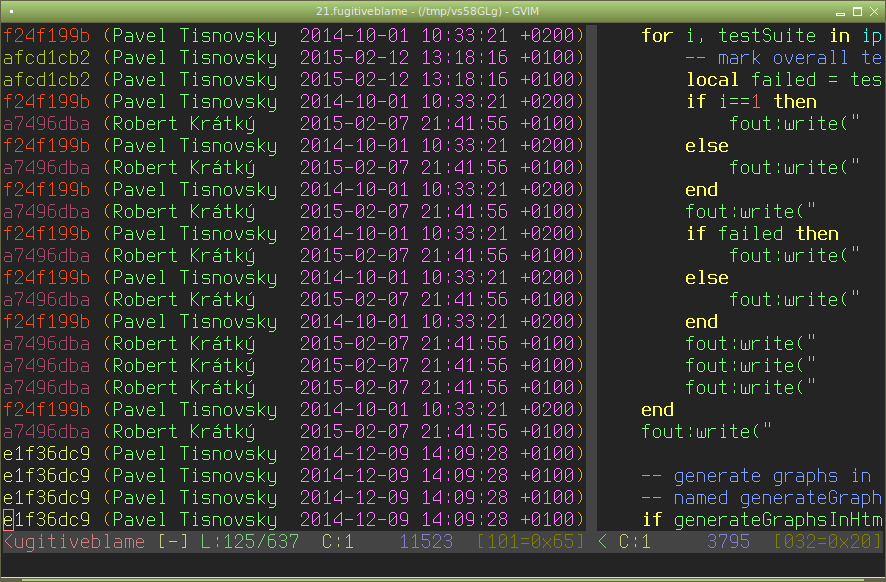 21.fugitiveblame - (/tmp/vs58GLg) - GVIM
f24f199b (Pavel Tisnovsky 2014-10-01 10:33:21 +0200) for i, testSuite in ip
afcd1cb2 (Pavel Tisnovsky 2015-02-12 13:18:16 +0100) -- mark overall te
afcd1cb2 (Pavel Tisnovsky 2015-02-12 13:18:16 +0100) local failed = tes
f24f199b (Pavel Tisnovsky 2014-10-01 10:33:21 +0200) if i==1 then
a7496dba (Robert Krátký 2015-02-07 21:41:56 +0100) fout:write("
f24f199b (Pavel Tisnovsky 2014-10-01 10:33:21 +0200) else
a7496dba (Robert Krátký 2015-02-07 21:41:56 +0100) fout:write("
f24f199b (Pavel Tisnovsky 2014-10-01 10:33:21 +0200) end
a7496dba (Robert Krátký 2015-02-07 21:41:56 +0100) fout:write("
f24f199b (Pavel Tisnovsky 2014-10-01 10:33:21 +0200) if failed then
a7496dba (Robert Krátký 2015-02-07 21:41:56 +0100) fout:write("
f24f199b (Pavel Tisnovsky 2014-10-01 10:33:21 +0200) else
a7496dba (Robert Krátký 2015-02-07 21:41:56 +0100) fout:write("
f24f199b (Pavel Tisnovsky 2014-10-01 10:33:21 +0200) end
a7496dba (Robert Krátký 2015-02-07 21:41:56 +0100) fout:write("
a7496dba (Robert Krátký 2015-02-07 21:41:56 +0100) fout:write("
a7496dba (Robert Krátký 2015-02-07 21:41:56 +0100) fout:write("
f24f199b (Pavel Tisnovsky 2014-10-01 10:33:21 +0200) end
a7496dba (Robert Krátký 2015-02-07 21:41:56 +0100) fout:write("
e1f36dc9 (Pavel Tisnovsky 2014-12-09 14:09:28 +0100)
e1f36dc9 (Pavel Tisnovsky 2014-12-09 14:09:28 +0100) -- generate graphs in
e1f36dc9 (Pavel Tisnovsky 2014-12-09 14:09:28 +0100) -- named generateGraph
e1f36dc9 (Pavel Tisnovsky 2014-12-09 14:09:28 +0100) if generateGraphsInHtm
<ugitiveblame [-] L:125/637 C:1 11523 [101=0x65] < C:1 3795 [032=0x20]